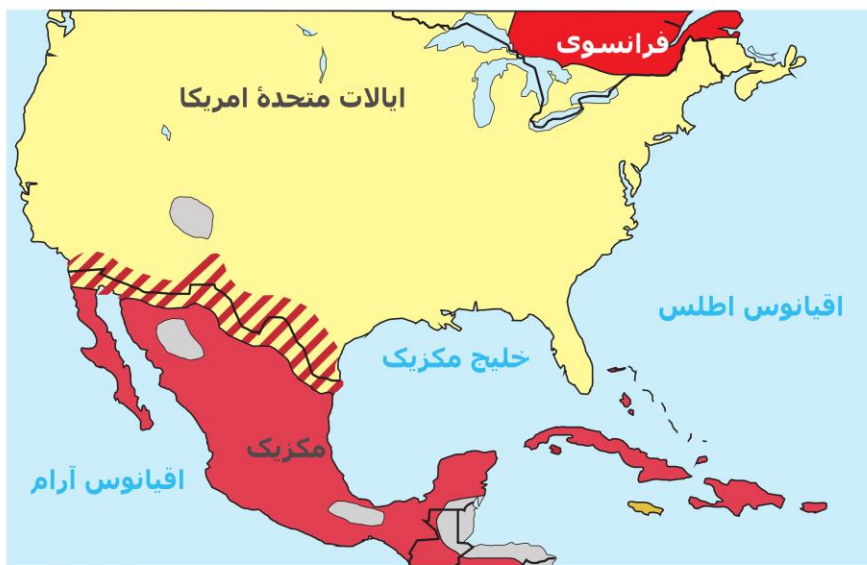 فرانسوی
ایالات متحدهٔ امریکا
اقیانوس اطلس
خلیج مکزیک
مکزیک
اقیانوس آرام